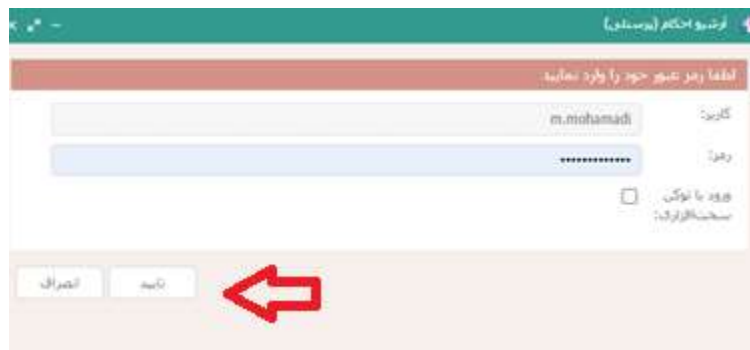 آرشیو احکام (پرسنلی)
لطفا رمز عبور خود را وارد نمایید
کاربر:
m.mohamadi
رمز:
•••••••••••••
ورود با توکن
سخت‌افزاری:
تایید
انصراف